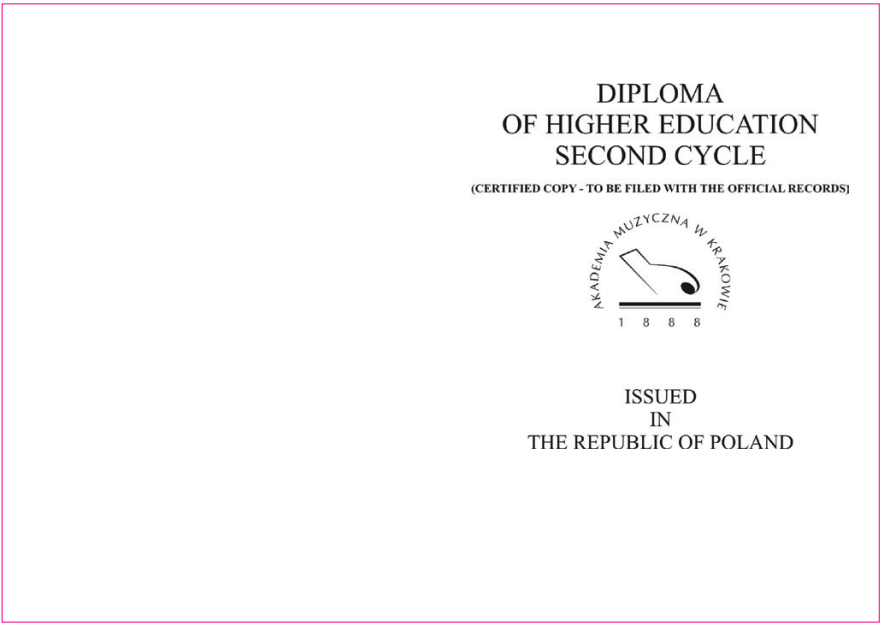 DIPLOMA
OF HIGHER EDUCATION
SECOND CYCLE
(CERTIFIED COPY - TO BE FILED WITH THE OFFICIAL RECORDS)
AKADEMIA MUZYCZNA W KRAKOWIE
1 8 8 8
ISSUED
IN
THE REPUBLIC OF POLAND